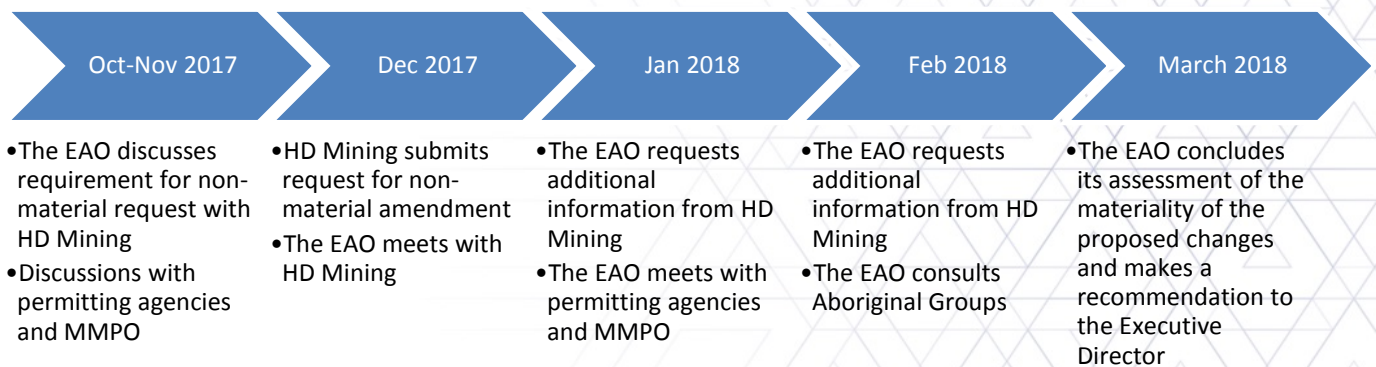 Oct-Nov 2017
•The EAO discusses
requirement for non-
material request with
HD Mining
•Discussions with
permitting agencies
and MMPO
Dec 2017
•HD Mining submits
request for non-
material amendment
•The EAO meets with
HD Mining
Jan 2018
•The EAO requests
additional
information from HD
Mining
•The EAO meets with
permitting agencies
and MMPO
Feb 2018
•The EAO requests
additional
information from HD
Mining
•The EAO consults
Aboriginal Groups
March 2018
•The EAO concludes
its assessment of the
materiality of the
proposed changes
and makes a
recommendation to
the Executive
Director